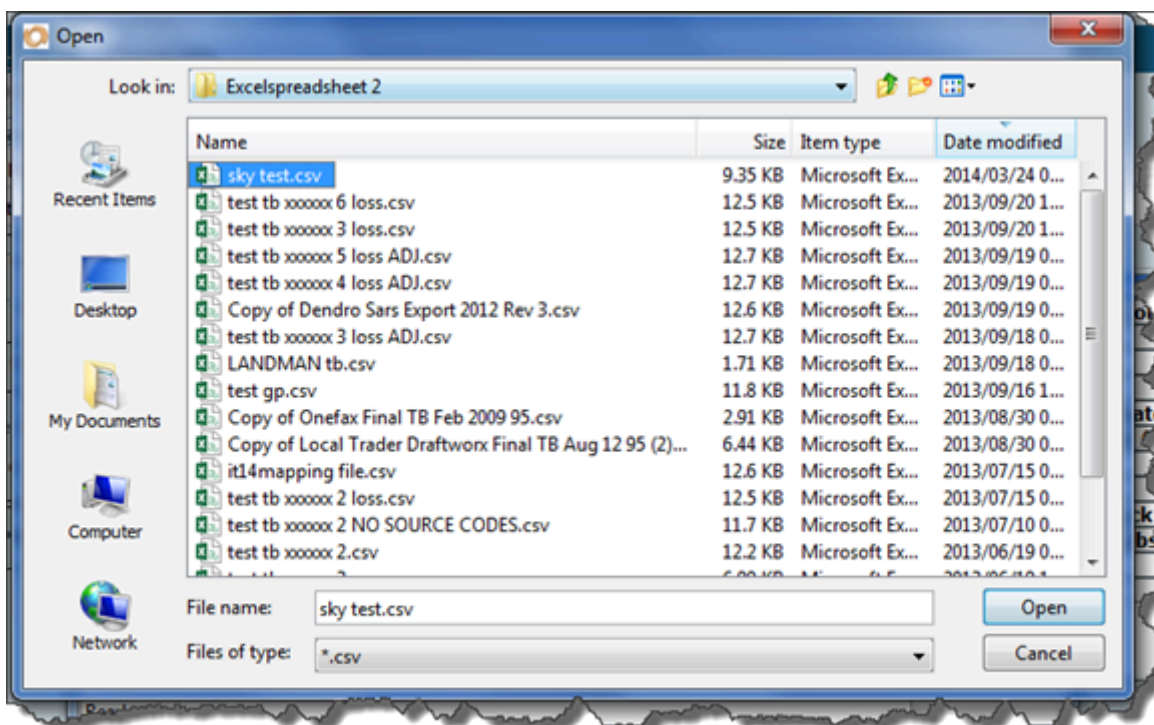 Open
Look in: Excelspreadsheet 2
Name Size Item type Date modified
sky test.csv 9.35 KB Microsoft Ex... 2014/03/24 0...
test tb xxxxxx 6 loss.csv 12.5 KB Microsoft Ex... 2013/09/20 1...
test tb xxxxxx 3 loss.csv 12.5 KB Microsoft Ex... 2013/09/20 1...
test tb xxxxxx 5 loss ADJ.csv 12.7 KB Microsoft Ex... 2013/09/19 0...
test tb xxxxxx 4 loss ADJ.csv 12.7 KB Microsoft Ex... 2013/09/19 0...
Copy of Dendro Sars Export 2012 Rev 3.csv 12.6 KB Microsoft Ex... 2013/09/19 0...
test tb xxxxxx 3 loss ADJ.csv 12.7 KB Microsoft Ex... 2013/09/18 0...
LANDMAN tb.csv 1.71 KB Microsoft Ex... 2013/09/18 0...
test gp.csv 11.8 KB Microsoft Ex... 2013/09/16 1...
Copy of Onefax Final TB Feb 2009 95.csv 2.91 KB Microsoft Ex... 2013/08/30 0...
Copy of Local Trader Draftworx Final TB Aug 12 95 (2)... 6.44 KB Microsoft Ex... 2013/08/30 0...
it14mapping file.csv 12.6 KB Microsoft Ex... 2013/07/15 0...
test tb xxxxxx 2 loss.csv 12.5 KB Microsoft Ex... 2013/07/15 0...
test tb xxxxxx 2 NO SOURCE CODES.csv 11.7 KB Microsoft Ex... 2013/07/10 0...
test tb xxxxxx 2.csv 12.2 KB Microsoft Ex... 2013/06/19 0...
Recent Items
Desktop
My Documents
Computer
Network
File name: sky test.csv Open
Files of type: *.csv Cancel